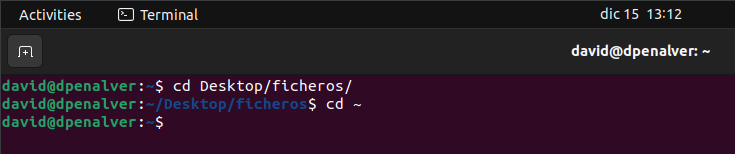 Activities Terminal dic 15 13:12
david@dpenalver: ~
david@dpenalver:~$ cd Desktop/ficheros/
david@dpenalver:~/Desktop/ficheros$ cd ~
david@dpenalver:~$